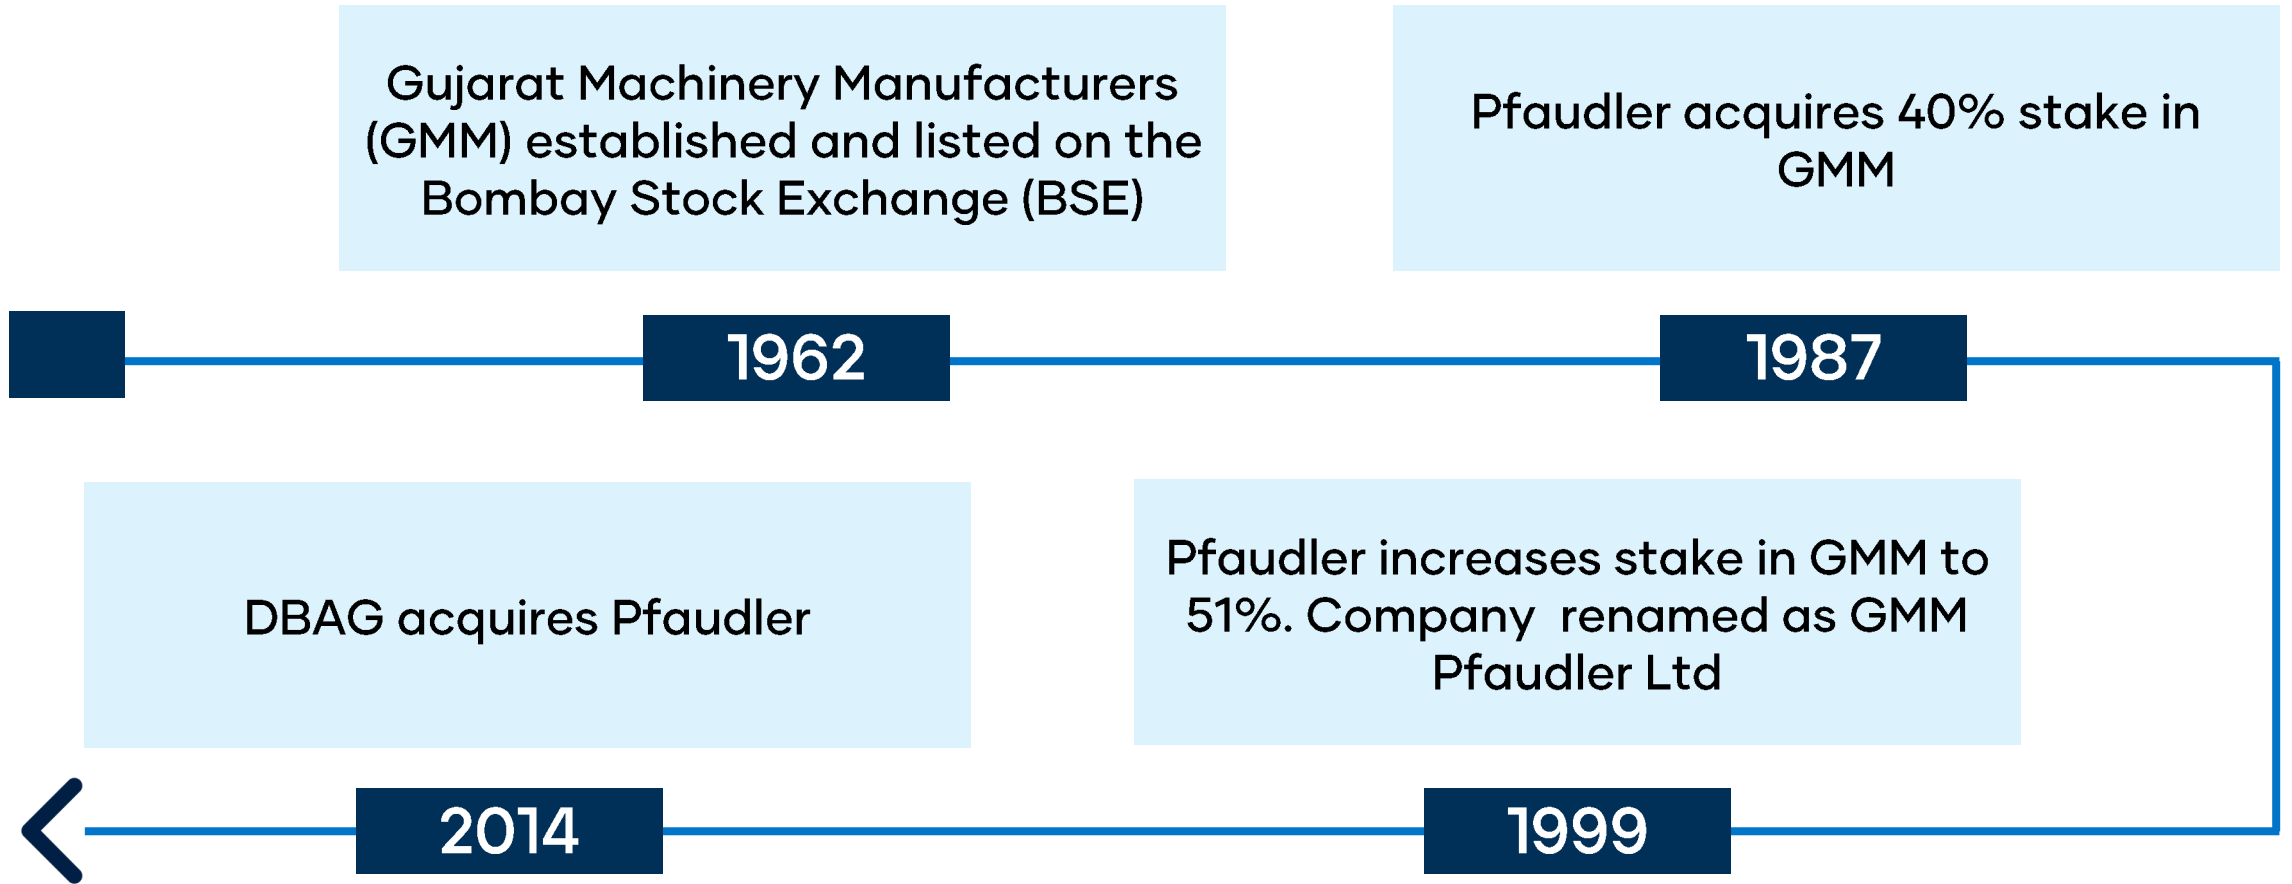 Gujarat Machinery Manufacturers
(GMM) established and listed on the
Bombay Stock Exchange (BSE)
1962
Pfaudler acquires 40% stake in
GMM
1987
Pfaudler increases stake in GMM to
51%. Company  renamed as GMM
Pfaudler Ltd
1999
DBAG acquires Pfaudler
2014